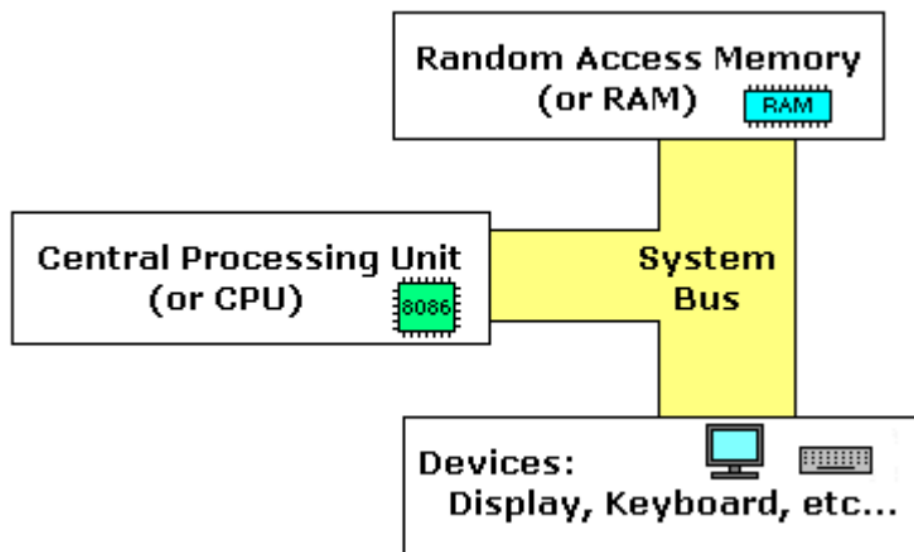 Random Access Memory
(or RAM)
RAM
Central Processing Unit
(or CPU)
8086
System
Bus
Devices:
Display, Keyboard, etc...